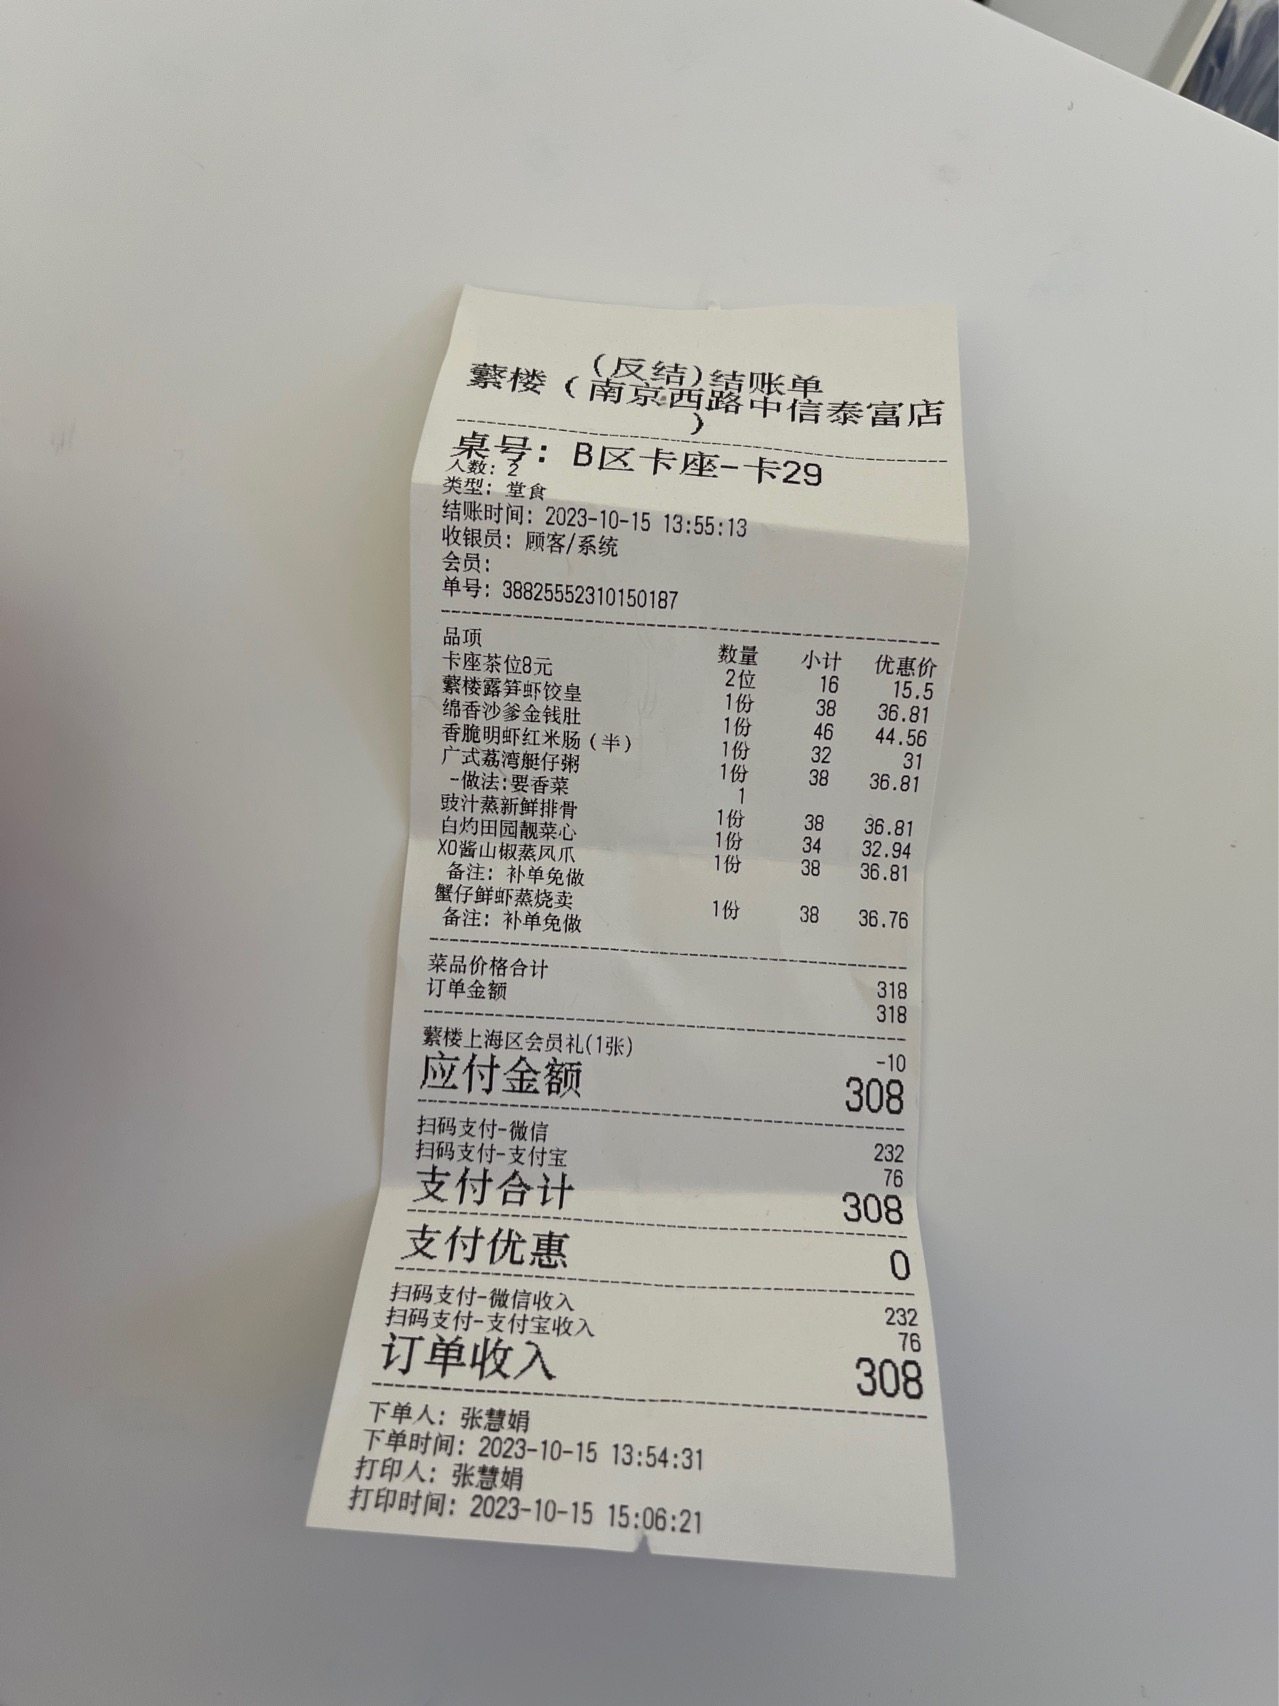 (反结)结账单
蘩楼（南京西路中信泰富店
）
桌号: B区卡座-卡29
人数: 2
类型: 堂食
结账时间: 2023-10-15 13:55:13
收银员: 顾客/系统
会员:
单号: 38825552310150187
品项 数量 小计 优惠价
卡座茶位8元 2位 16 15.5
蘩楼露笋虾饺皇 1份 38 36.81
绵香沙爹金钱肚 1份 46 44.56
香脆明虾红米肠（半） 1份 32 31
广式荔湾艇仔粥 1份 38 36.81
-做法:要香菜 1
豉汁蒸新鲜排骨 1份 38 36.81
白灼田园靓菜心 1份 34 32.94
XO酱山椒蒸凤爪 1份 38 36.81
备注: 补单免做
蟹仔鲜虾蒸烧卖 1份 38 36.76
备注: 补单免做
菜品价格合计 318
订单金额 318
蘩楼上海区会员礼(1张) -10
应付金额 308
扫码支付-微信 232
扫码支付-支付宝 76
支付合计 308
支付优惠 0
扫码支付-微信收入 232
扫码支付-支付宝收入 76
订单收入 308
下单人: 张慧娟
下单时间: 2023-10-15 13:54:31
打印人: 张慧娟
打印时间: 2023-10-15 15:06:21